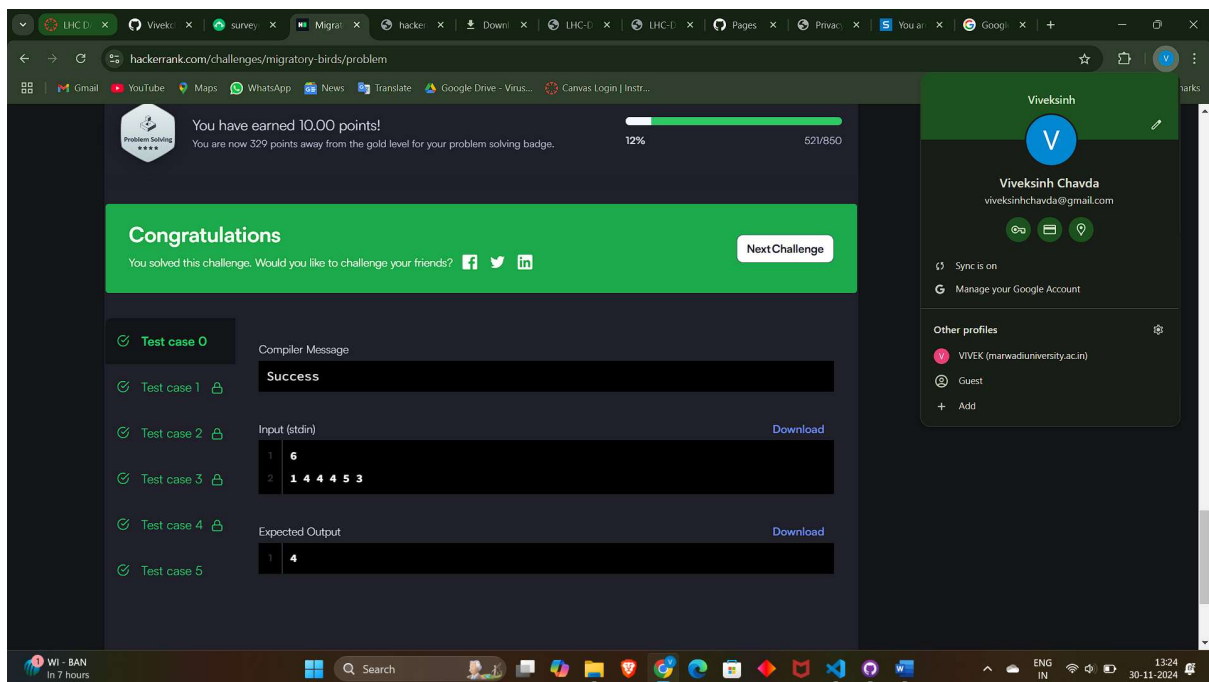 LHC D
Vivekc
survey
Migrat
hacker
Downl
LHC-D
LHC-D
Pages
Privac
You ar
Googl
hackerrank.com/challenges/migratory-birds/problem
Gmail
YouTube
Maps
WhatsApp
News
Translate
Google Drive - Virus...
Canvas Login | Instr...
Problem Solving
You have earned 10.00 points!
You are now 329 points away from the gold level for your problem solving badge.
12%
521/850
Congratulations
You solved this challenge. Would you like to challenge your friends?
Next Challenge
Test case 0
Test case 1
Test case 2
Test case 3
Test case 4
Test case 5
Compiler Message
Success
Input (stdin)
Download
1 6
2 1 4 4 4 5 3
Expected Output
Download
1 4
Viveksinh
V
Viveksinh Chavda
viveksinhchavda@gmail.com
Sync is on
Manage your Google Account
Other profiles
VIVEK (marwadiuniversity.ac.in)
Guest
Add
1
WI - BAN
In 7 hours
Search
ENG
IN
13:24
30-11-2024